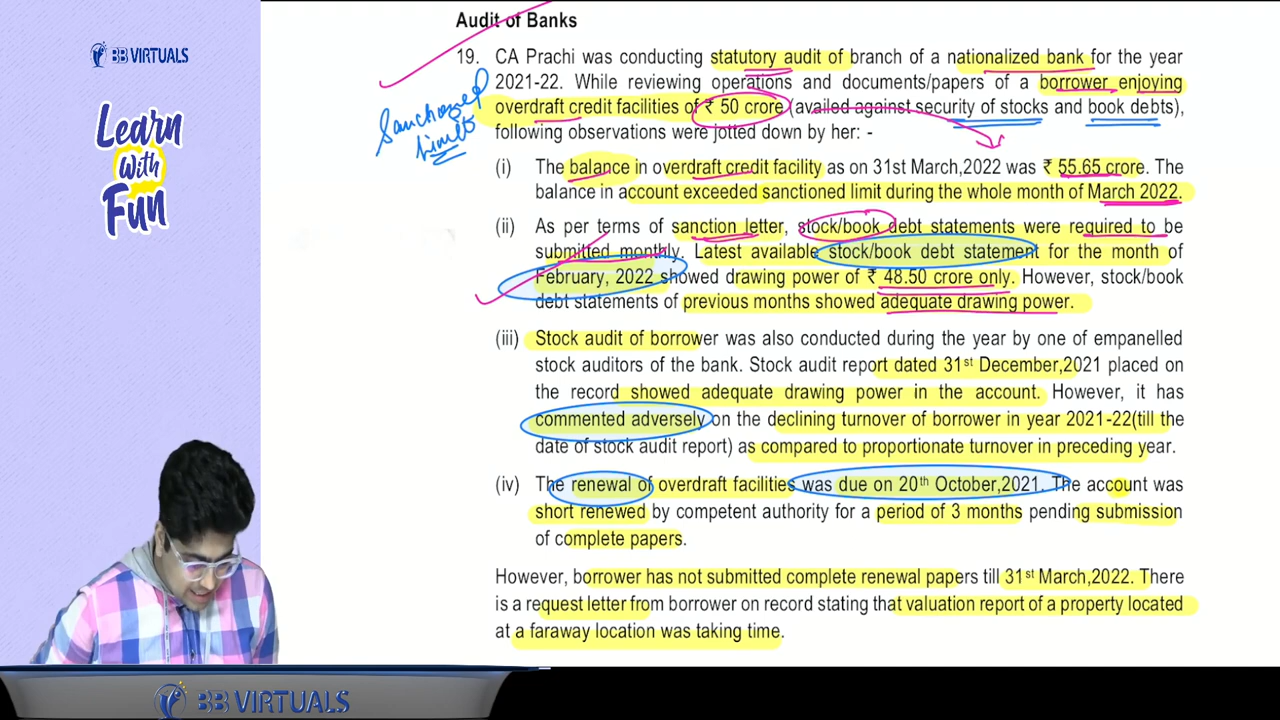 BB VIRTUALS
Learn
With
Fun
Audit of Banks
Sanctioned
limits
19. CA Prachi was conducting statutory audit of branch of a nationalized bank for the year
2021-22. While reviewing operations and documents/papers of a borrower enjoying
overdraft credit facilities of ₹ 50 crore (availed against security of stocks and book debts),
following observations were jotted down by her: -
(i) The balance in overdraft credit facility as on 31st March,2022 was ₹ 55.65 crore. The
balance in account exceeded sanctioned limit during the whole month of March 2022.
(ii) As per terms of sanction letter, stock/book debt statements were required to be
submitted monthly. Latest available stock/book debt statement for the month of
February, 2022 showed drawing power of ₹ 48.50 crore only. However, stock/book
debt statements of previous months showed adequate drawing power.
(iii) Stock audit of borrower was also conducted during the year by one of empanelled
stock auditors of the bank. Stock audit report dated 31st December,2021 placed on
the record showed adequate drawing power in the account. However, it has
commented adversely on the declining turnover of borrower in year 2021-22(till the
date of stock audit report) as compared to proportionate turnover in preceding year.
(iv) The renewal of overdraft facilities was due on 20th October,2021. The account was
short renewed by competent authority for a period of 3 months pending submission
of complete papers.
However, borrower has not submitted complete renewal papers till 31st March,2022. There
is a request letter from borrower on record stating that valuation report of a property located
at a faraway location was taking time.
BB VIRTUALS